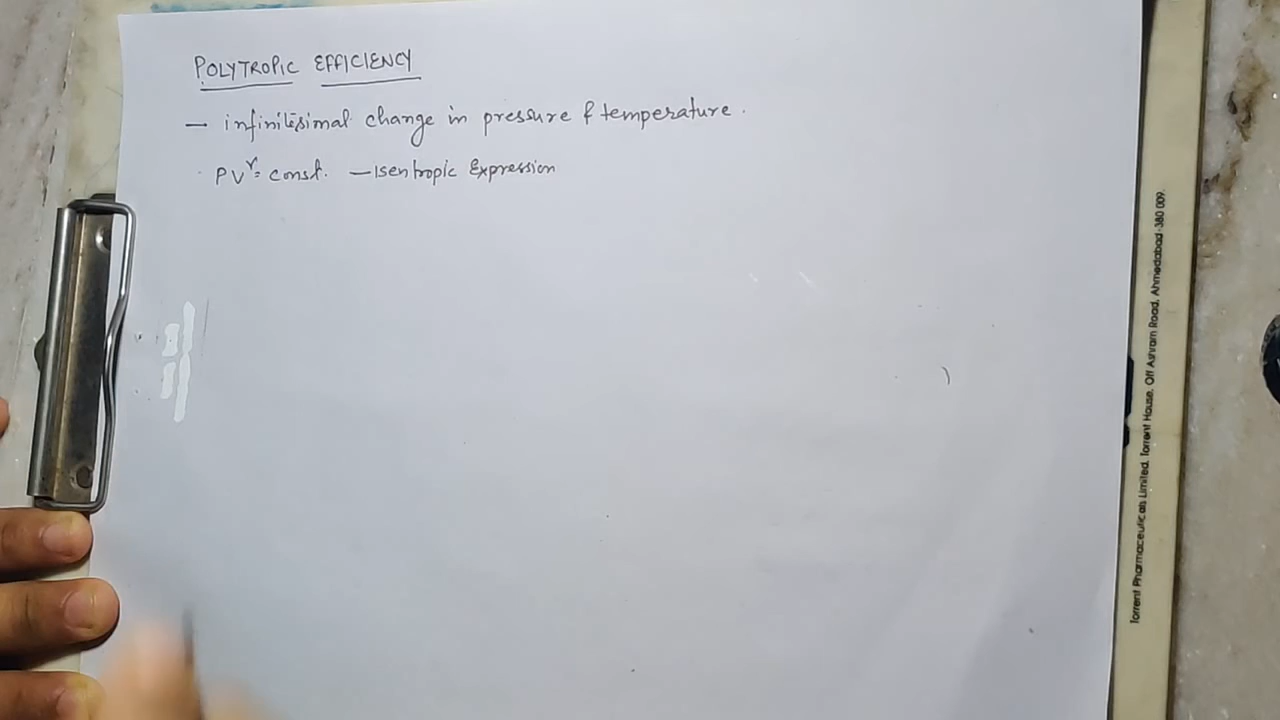 POLYTROPIC EFFICIENCY
— infinitesimal change in pressure & temperature.
PVʳ = const. — Isentropic Expression
Torrent Pharmaceuticals Limited, Torrent House, Off Ashram Road, Ahmedabad-380 009.